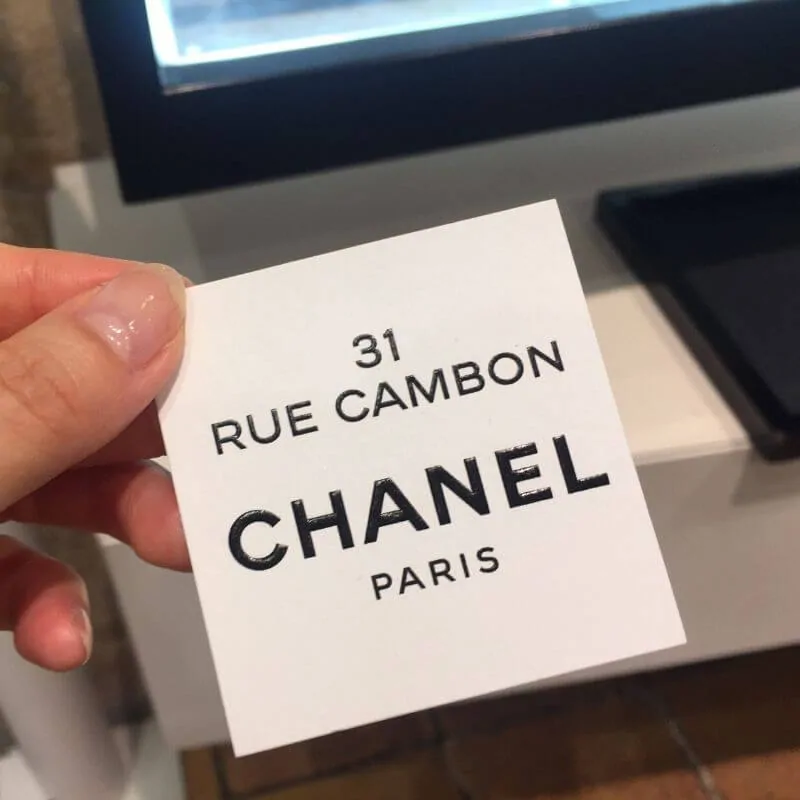 31
RUE CAMBON
CHANEL
PARIS